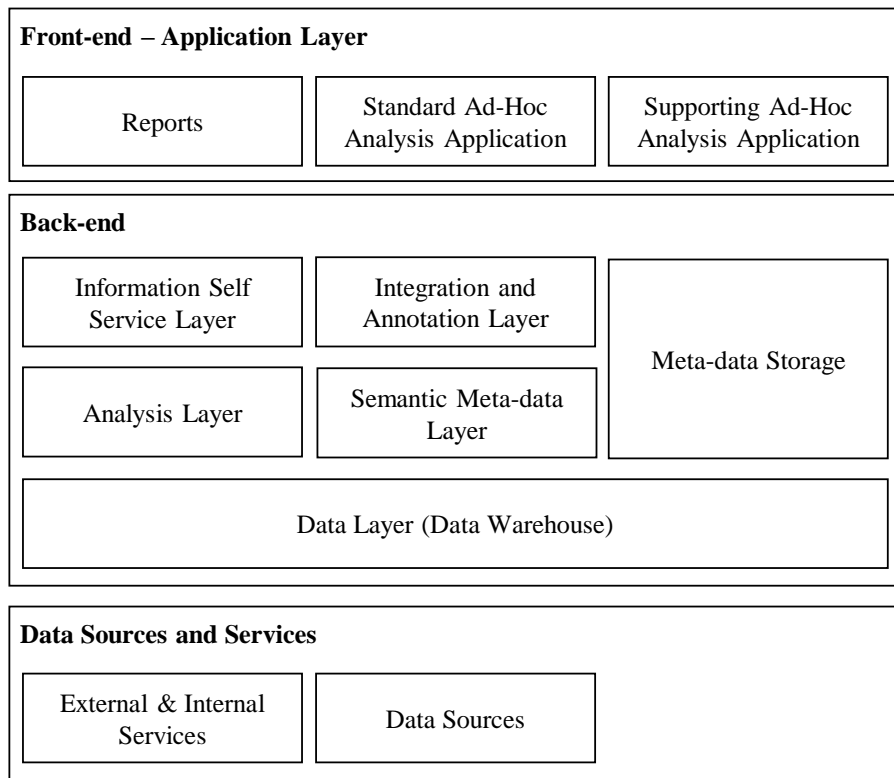 Front-end – Application Layer
Reports
Standard Ad-Hoc
Analysis Application
Supporting Ad-Hoc
Analysis Application
Back-end
Information Self
Service Layer
Integration and
Annotation Layer
Meta-data Storage
Analysis Layer
Semantic Meta-data
Layer
Data Layer (Data Warehouse)
Data Sources and Services
External & Internal
Services
Data Sources